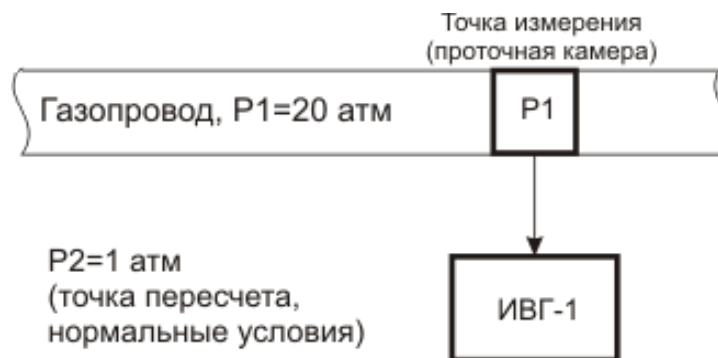 Точка измерения
(проточная камера)
Газопровод, P1=20 атм
P1
P2=1 атм
(точка пересчета,
нормальные условия)
ИВГ-1